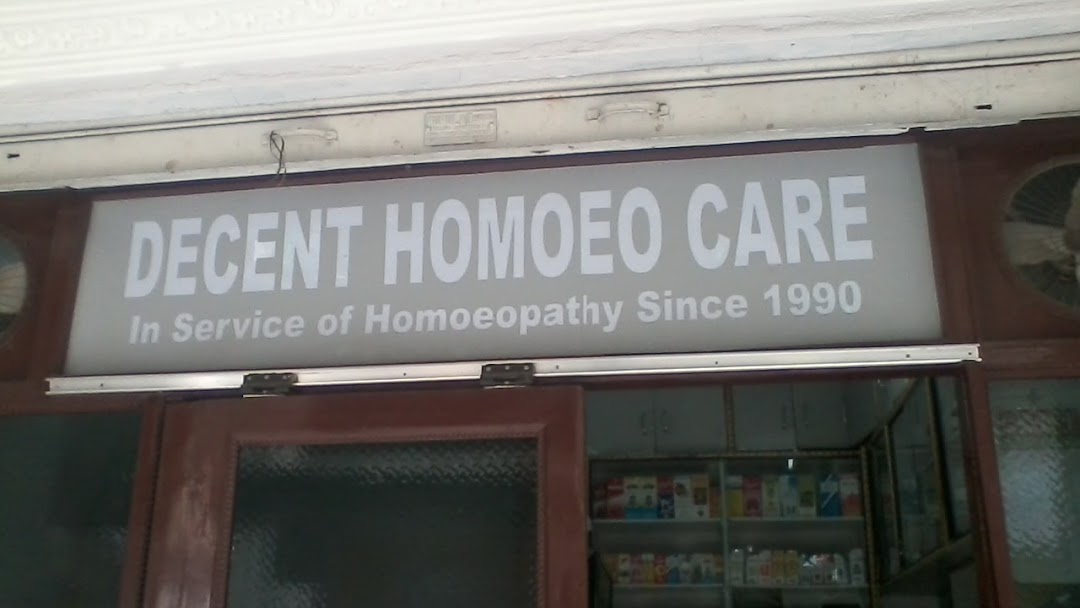 DECENT HOMOEO CARE
In Service of Homoeopathy Since 1990